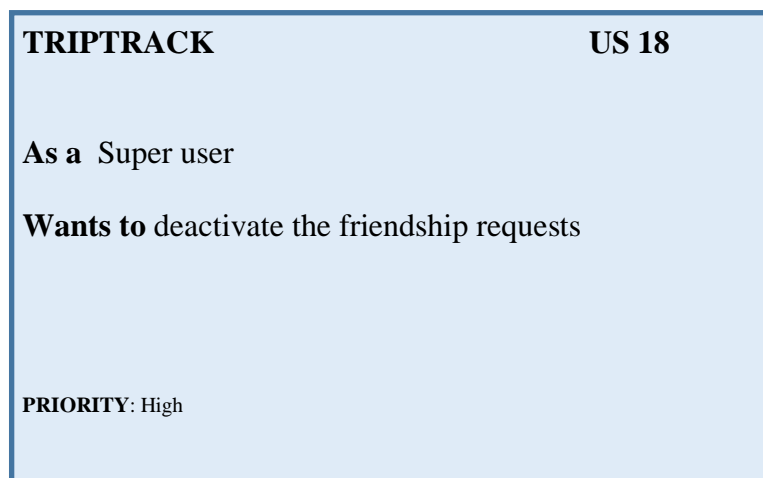 TRIPTRACK US 18
As a Super user
Wants to deactivate the friendship requests
PRIORITY: High